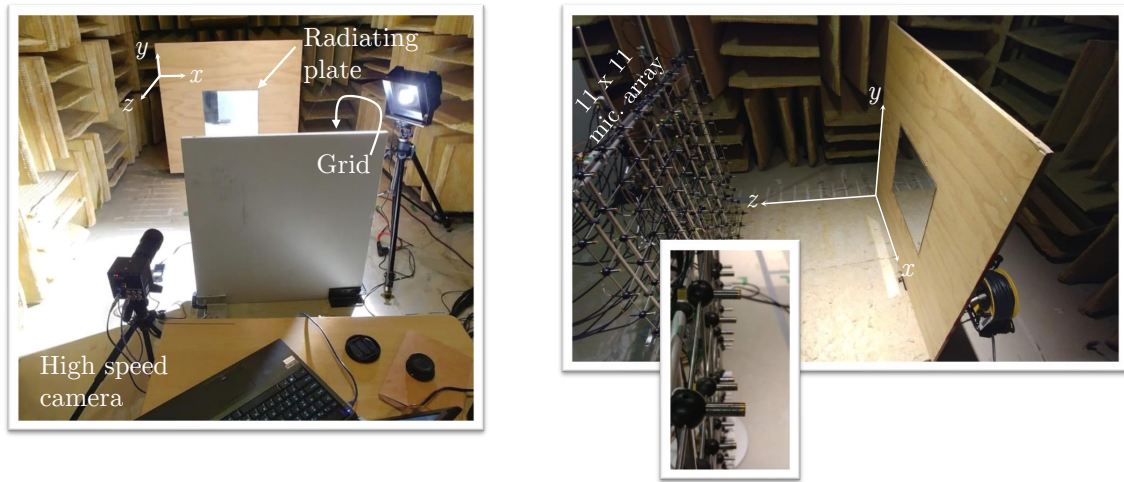 Radiating
plate
y
x
z
Grid
High speed
camera
11 x 11
mic. array
y
z
x